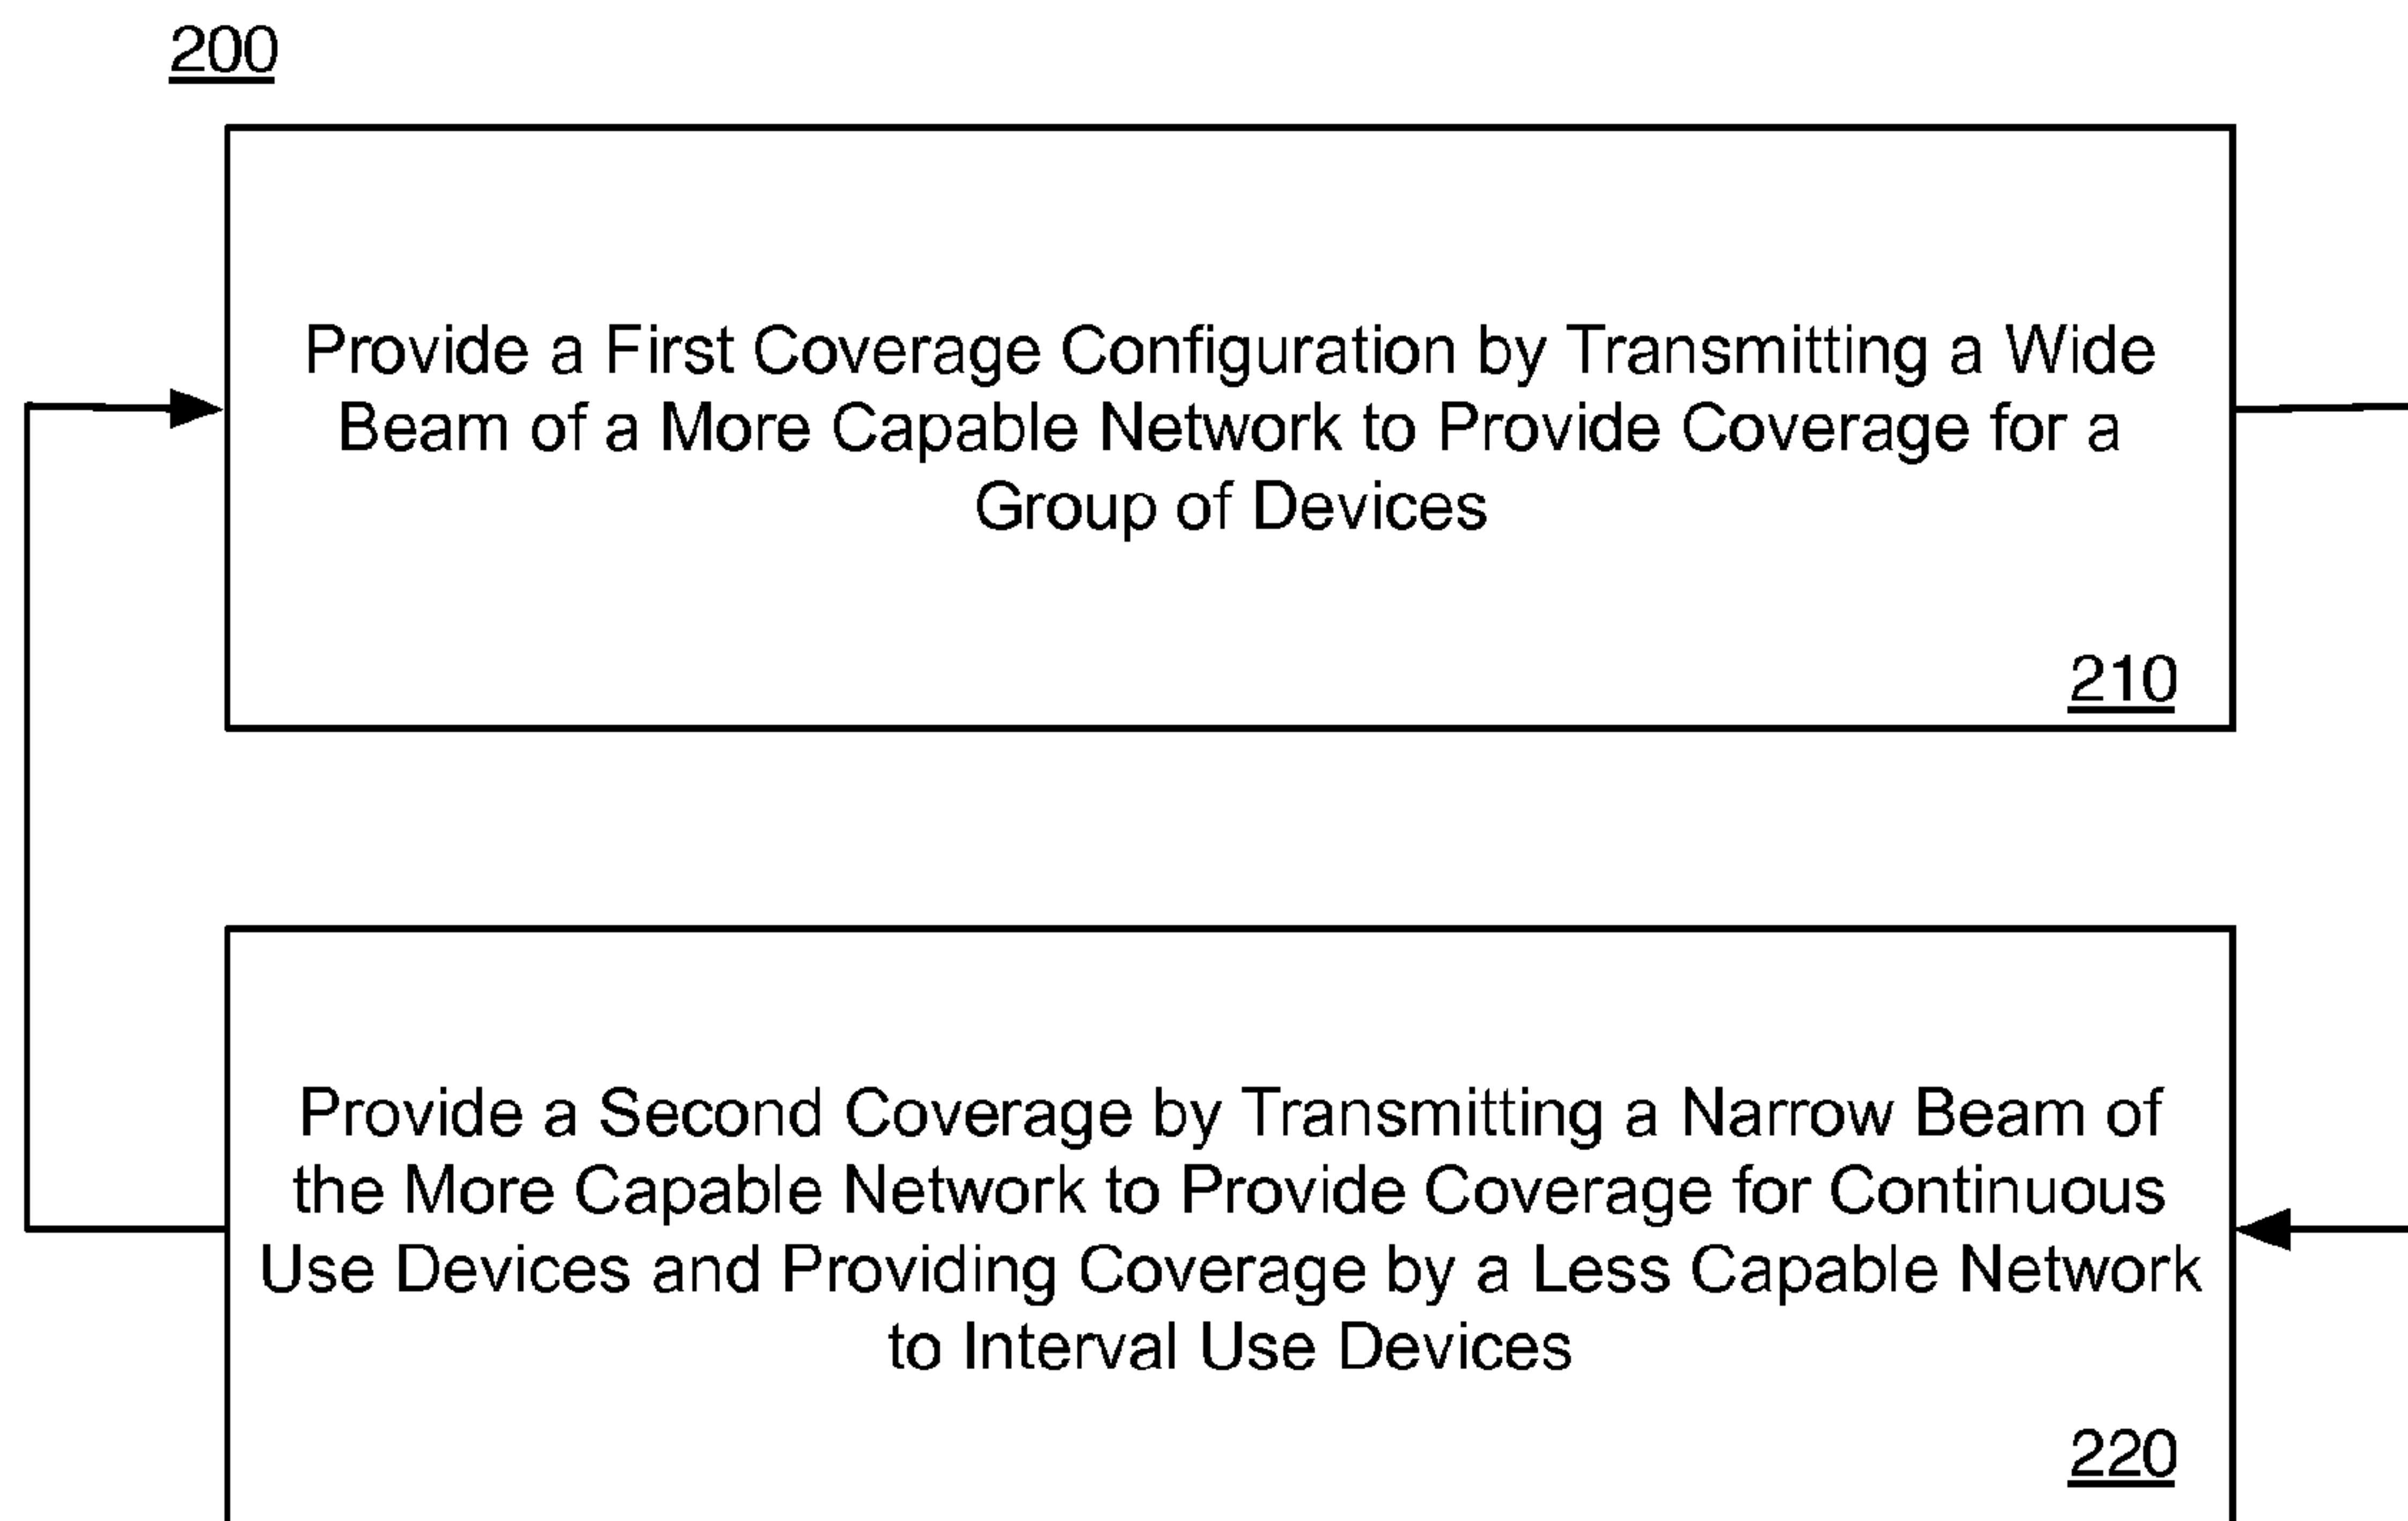 200
Provide a First Coverage Configuration by Transmitting a Wide
Beam of a More Capable Network to Provide Coverage for a
Group of Devices
210
Provide a Second Coverage by Transmitting a Narrow Beam of
the More Capable Network to Provide Coverage for Continuous
Use Devices and Providing Coverage by a Less Capable Network
to Interval Use Devices
220